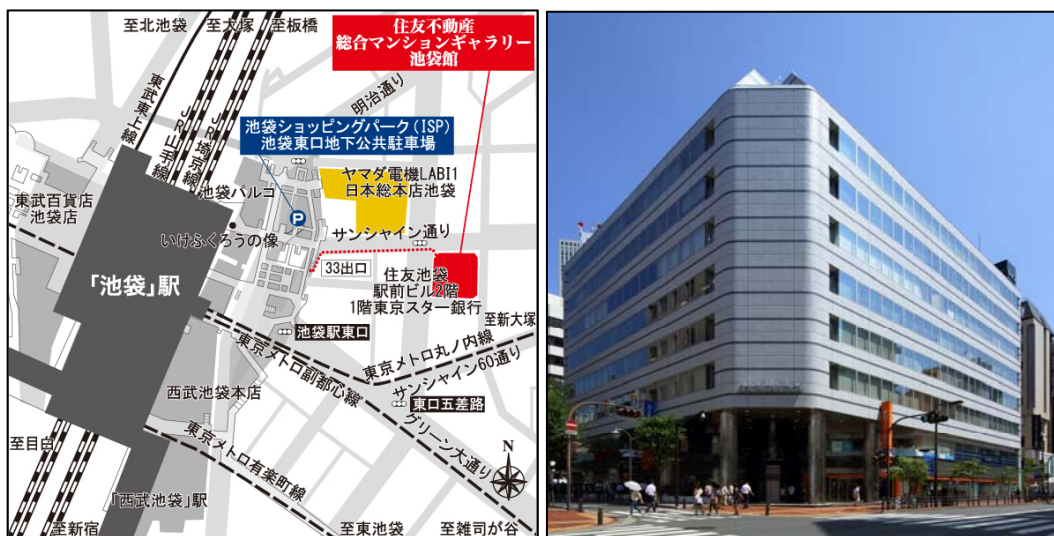 至北池袋
至大塚
至板橋
住友不動産
総合マンションギャラリー
池袋館
東武東上線
JR山手線
JR埼京線
明治通り
池袋ショッピングパーク(ISP)
池袋東口地下公共駐車場
東武百貨店
池袋店
池袋パルコ
ヤマダ電機LABI1
日本総本店池袋
P
いけふくろうの像
サンシャイン通り
「池袋」駅
33出口
住友池袋
駅前ビル2階
1階東京スター銀行
池袋駅東口
至新大塚
東京メトロ丸ノ内線
東京メトロ副都心線
サンシャイン60通り
西武池袋本店
東口五差路
グリーン大通り
東京メトロ有楽町線
N
至目白
「西武池袋」駅
至新宿
至東池袋
至雑司が谷